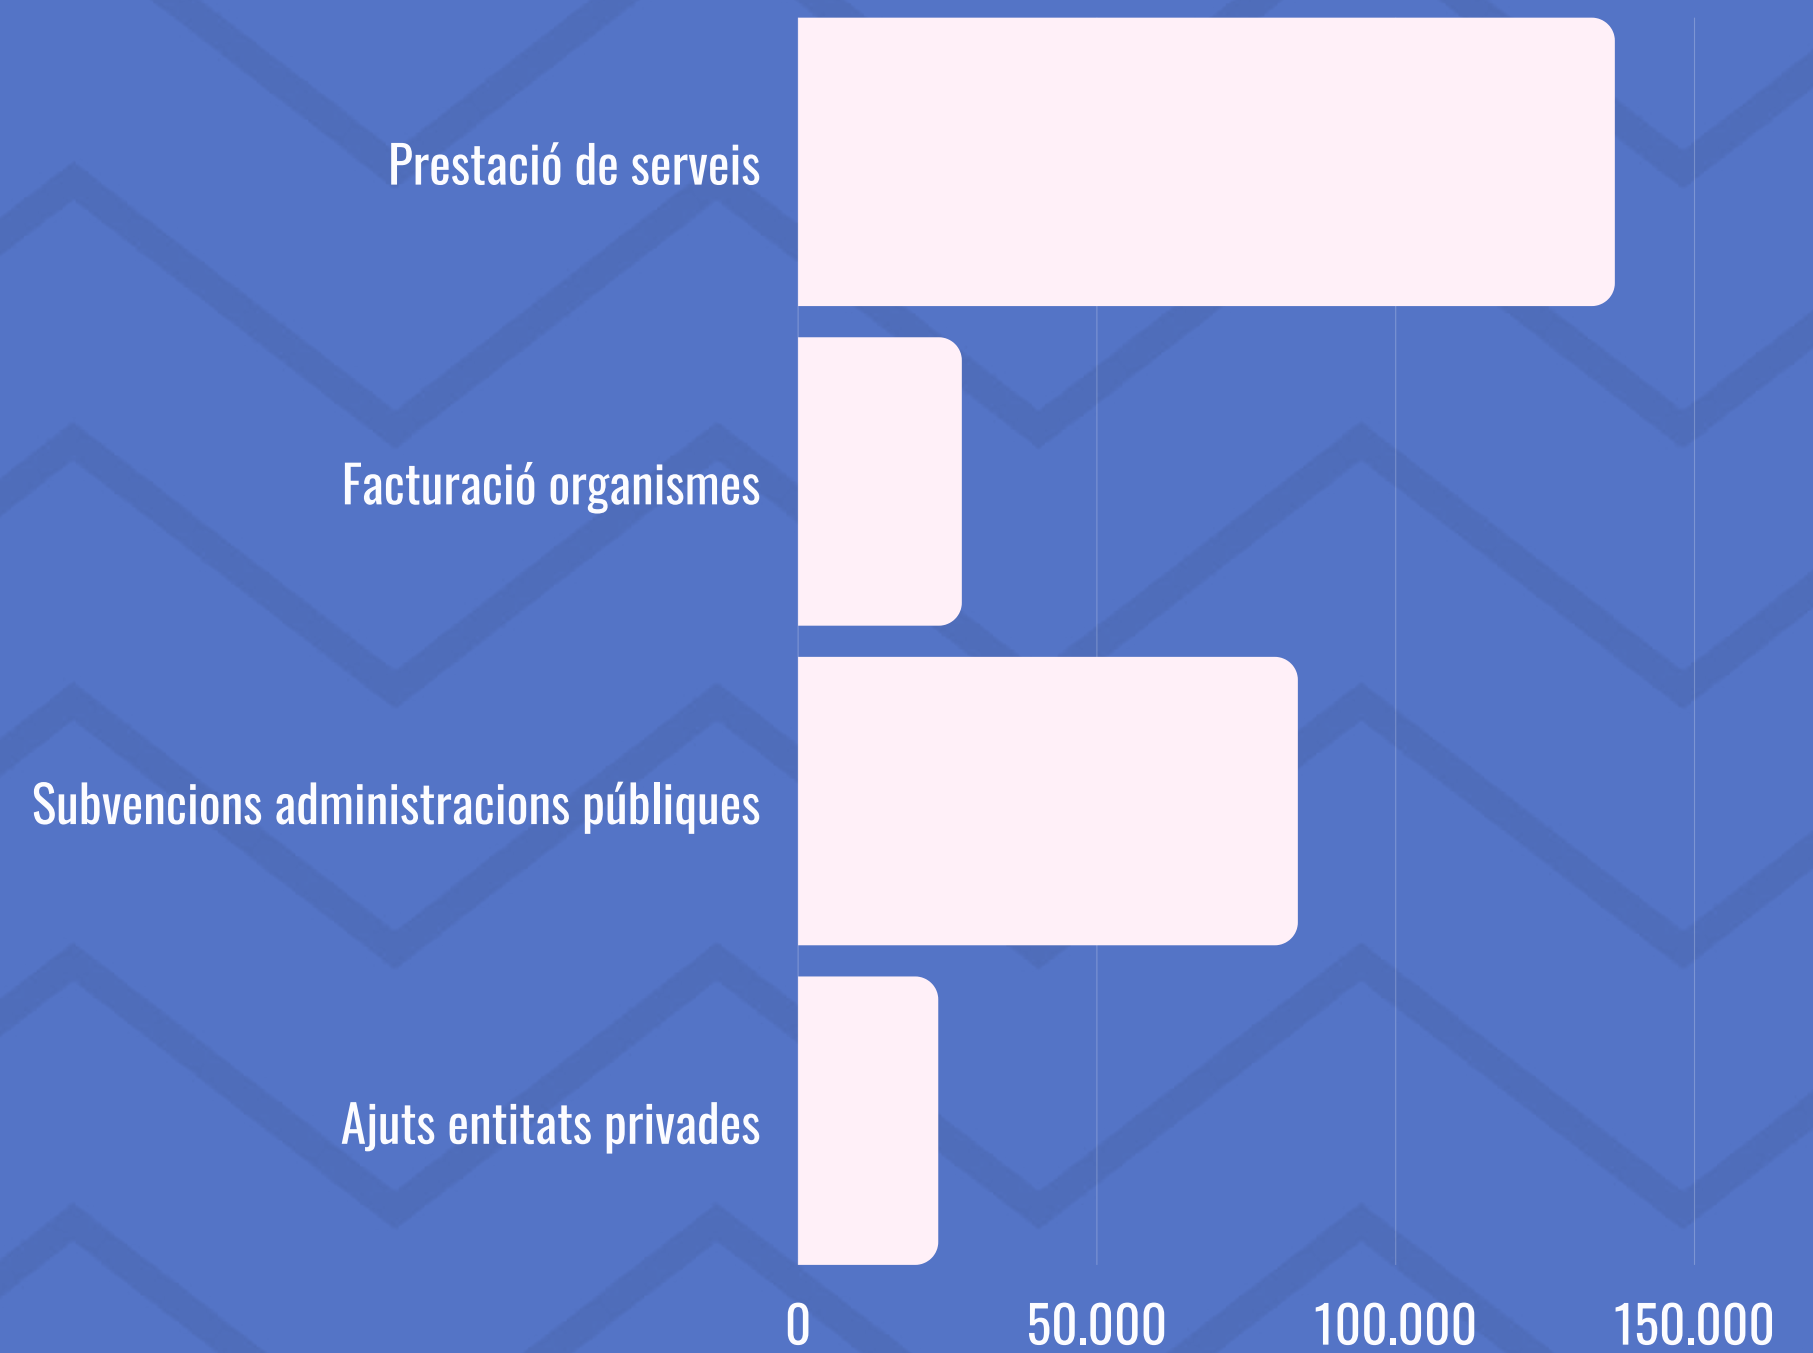 Prestació de serveis
Facturació organismes
Subvencions administracions públiques
Ajuts entitats privades
0 50.000 100.000 150.000